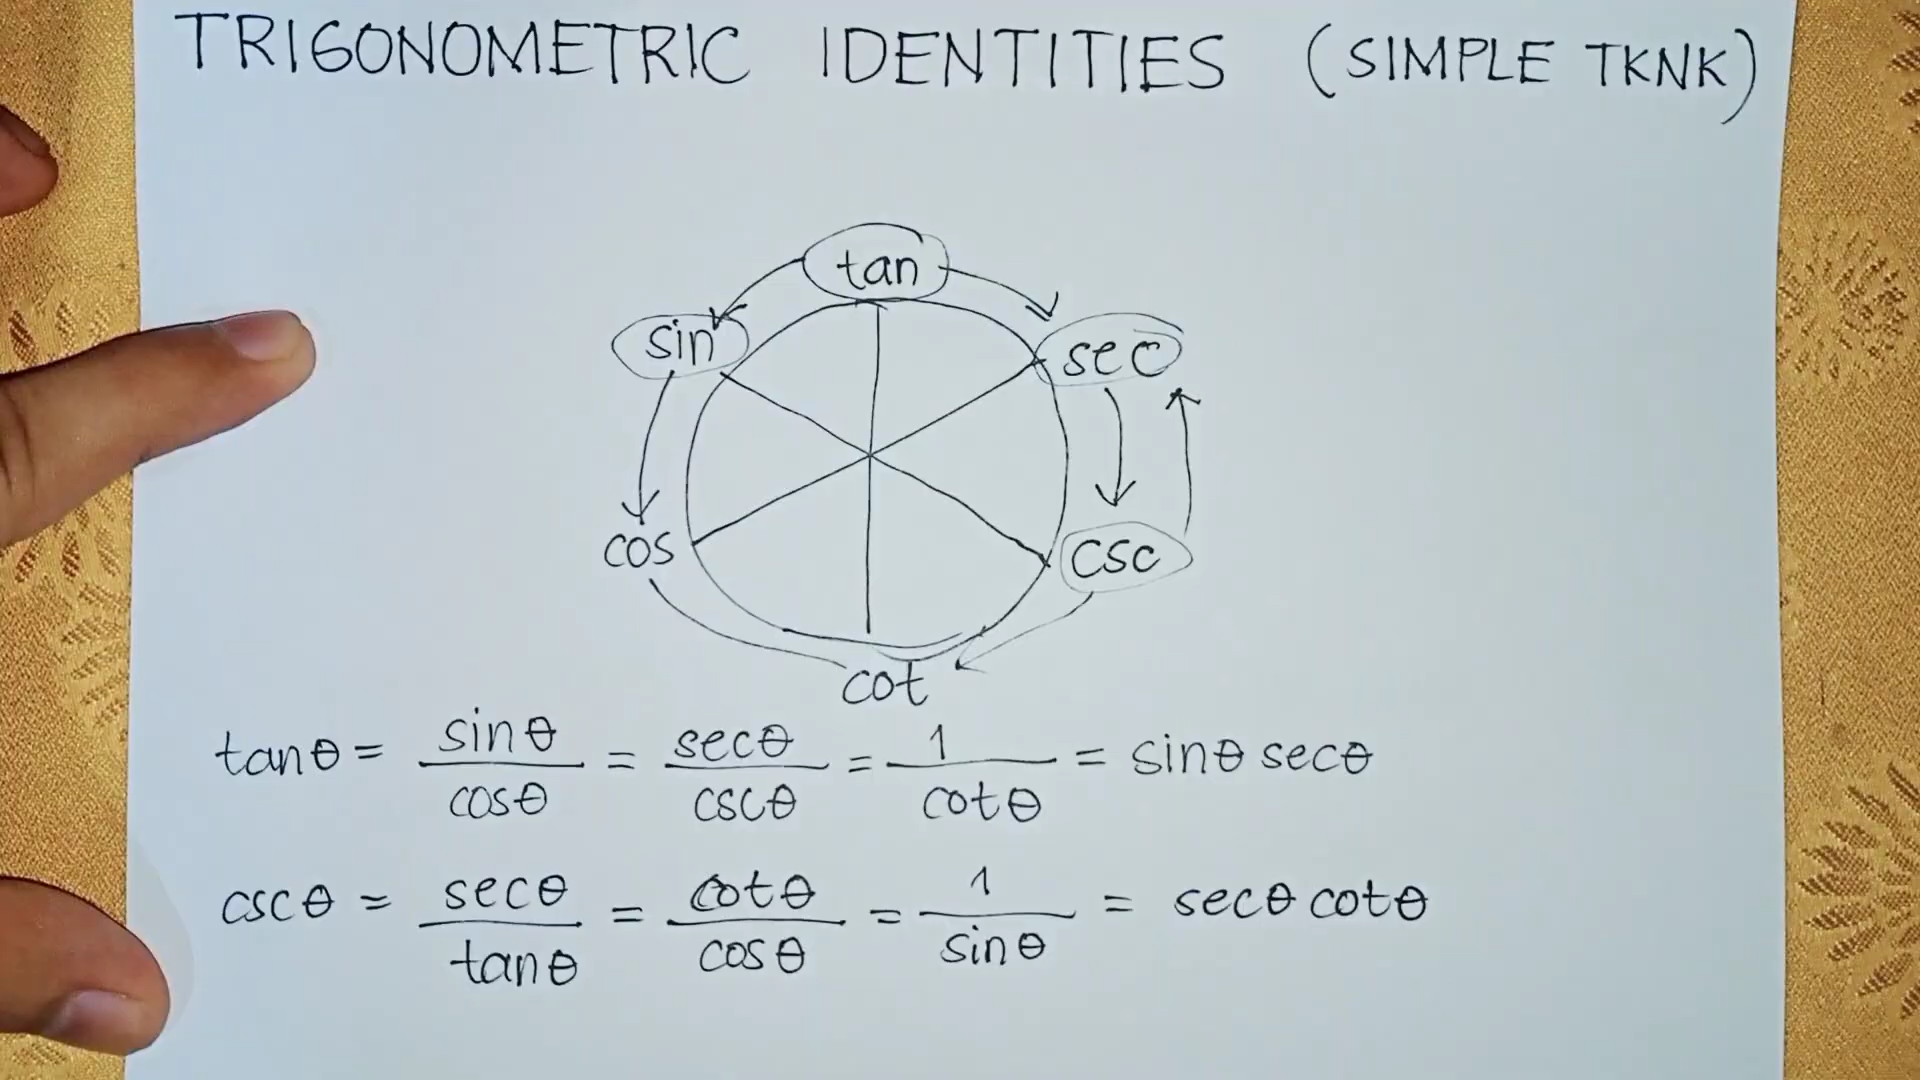 TRIGONOMETRIC IDENTITIES (SIMPLE TKNK)
tan
sin sec
cos csc
cot
tanθ = sinθ/cosθ = secθ/cscθ = 1/cotθ = sinθ secθ
cscθ = secθ/tanθ = cotθ/cosθ = 1/sinθ = secθ cotθ